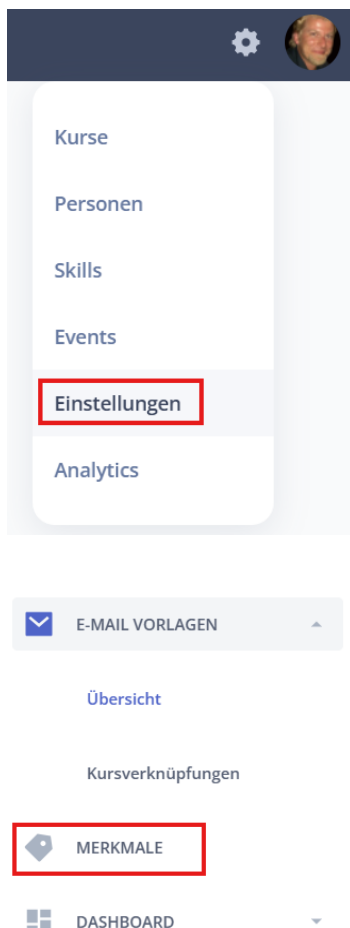 Kurse
Personen
Skills
Events
Einstellungen
Analytics
E-MAIL VORLAGEN
Übersicht
Kursverknüpfungen
MERKMALE
DASHBOARD